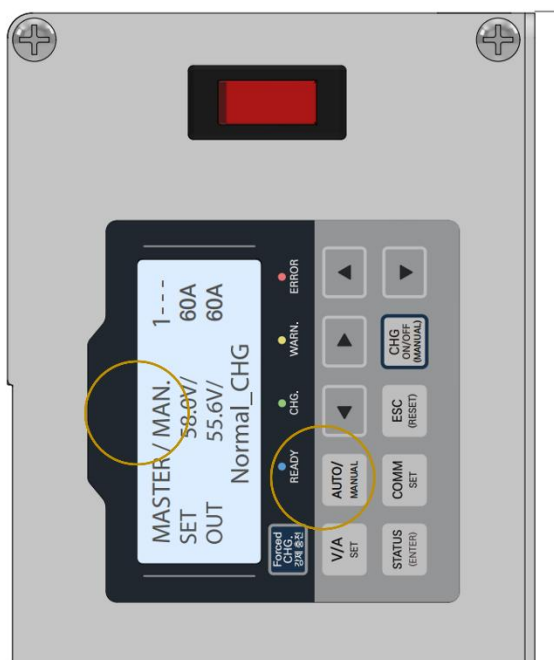 MASTER / MAN. 1---
SET 58.0V/ 60A
OUT 55.6V/ 60A
Normal_CHG
Forced
CHG.
강제 충전
READY
CHG.
WARN.
ERROR
V/A
SET
AUTO/
MANUAL
STATUS
(ENTER)
COMM
SET
ESC
(RESET)
CHG
ON/OFF
(MANUAL)